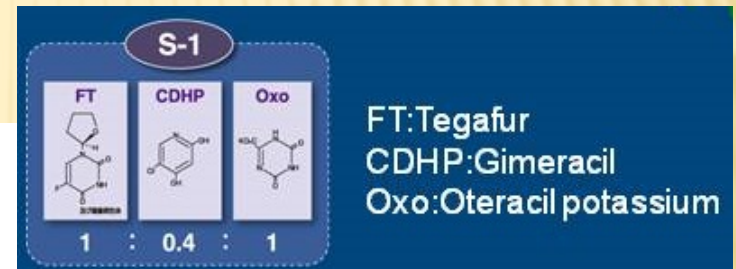 S-1
FT CDHP Oxo
1 : 0.4 : 1
FT:Tegafur
CDHP:Gimeracil
Oxo:Oteracil potassium